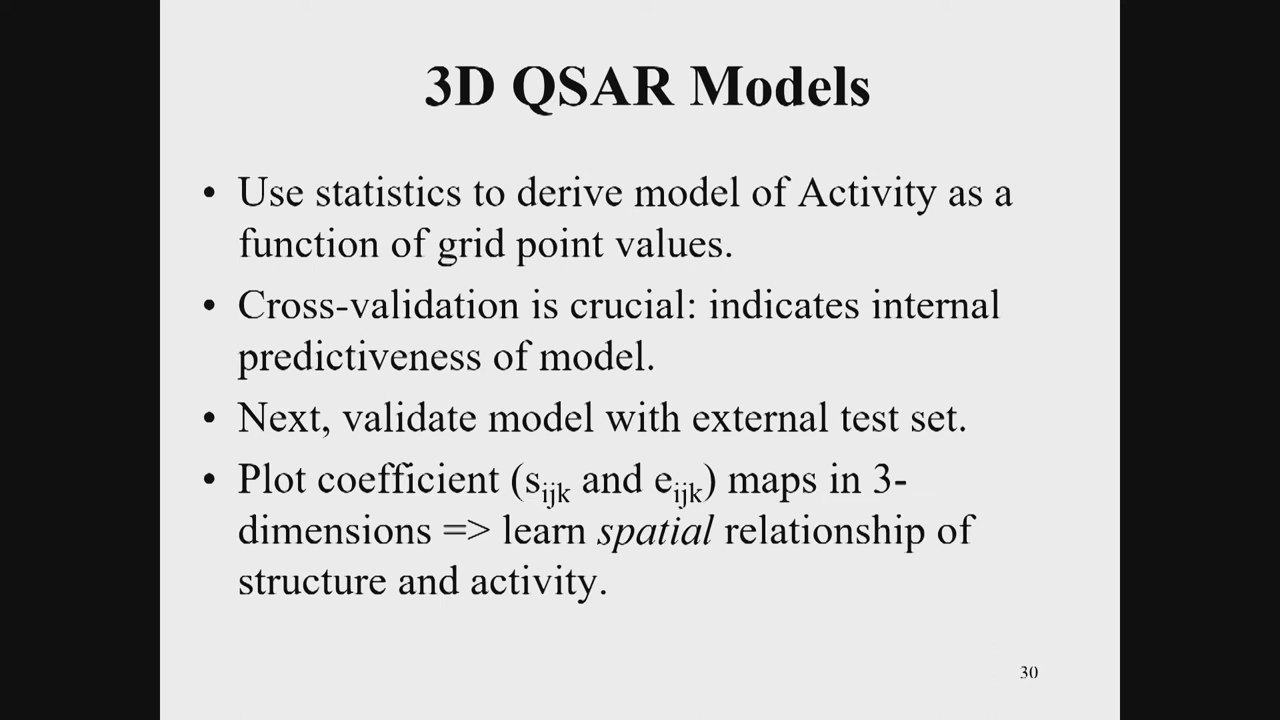 3D QSAR Models
• Use statistics to derive model of Activity as a
function of grid point values.
• Cross-validation is crucial: indicates internal
predictiveness of model.
• Next, validate model with external test set.
• Plot coefficient (sijk and eijk) maps in 3-
dimensions => learn spatial relationship of
structure and activity.
30